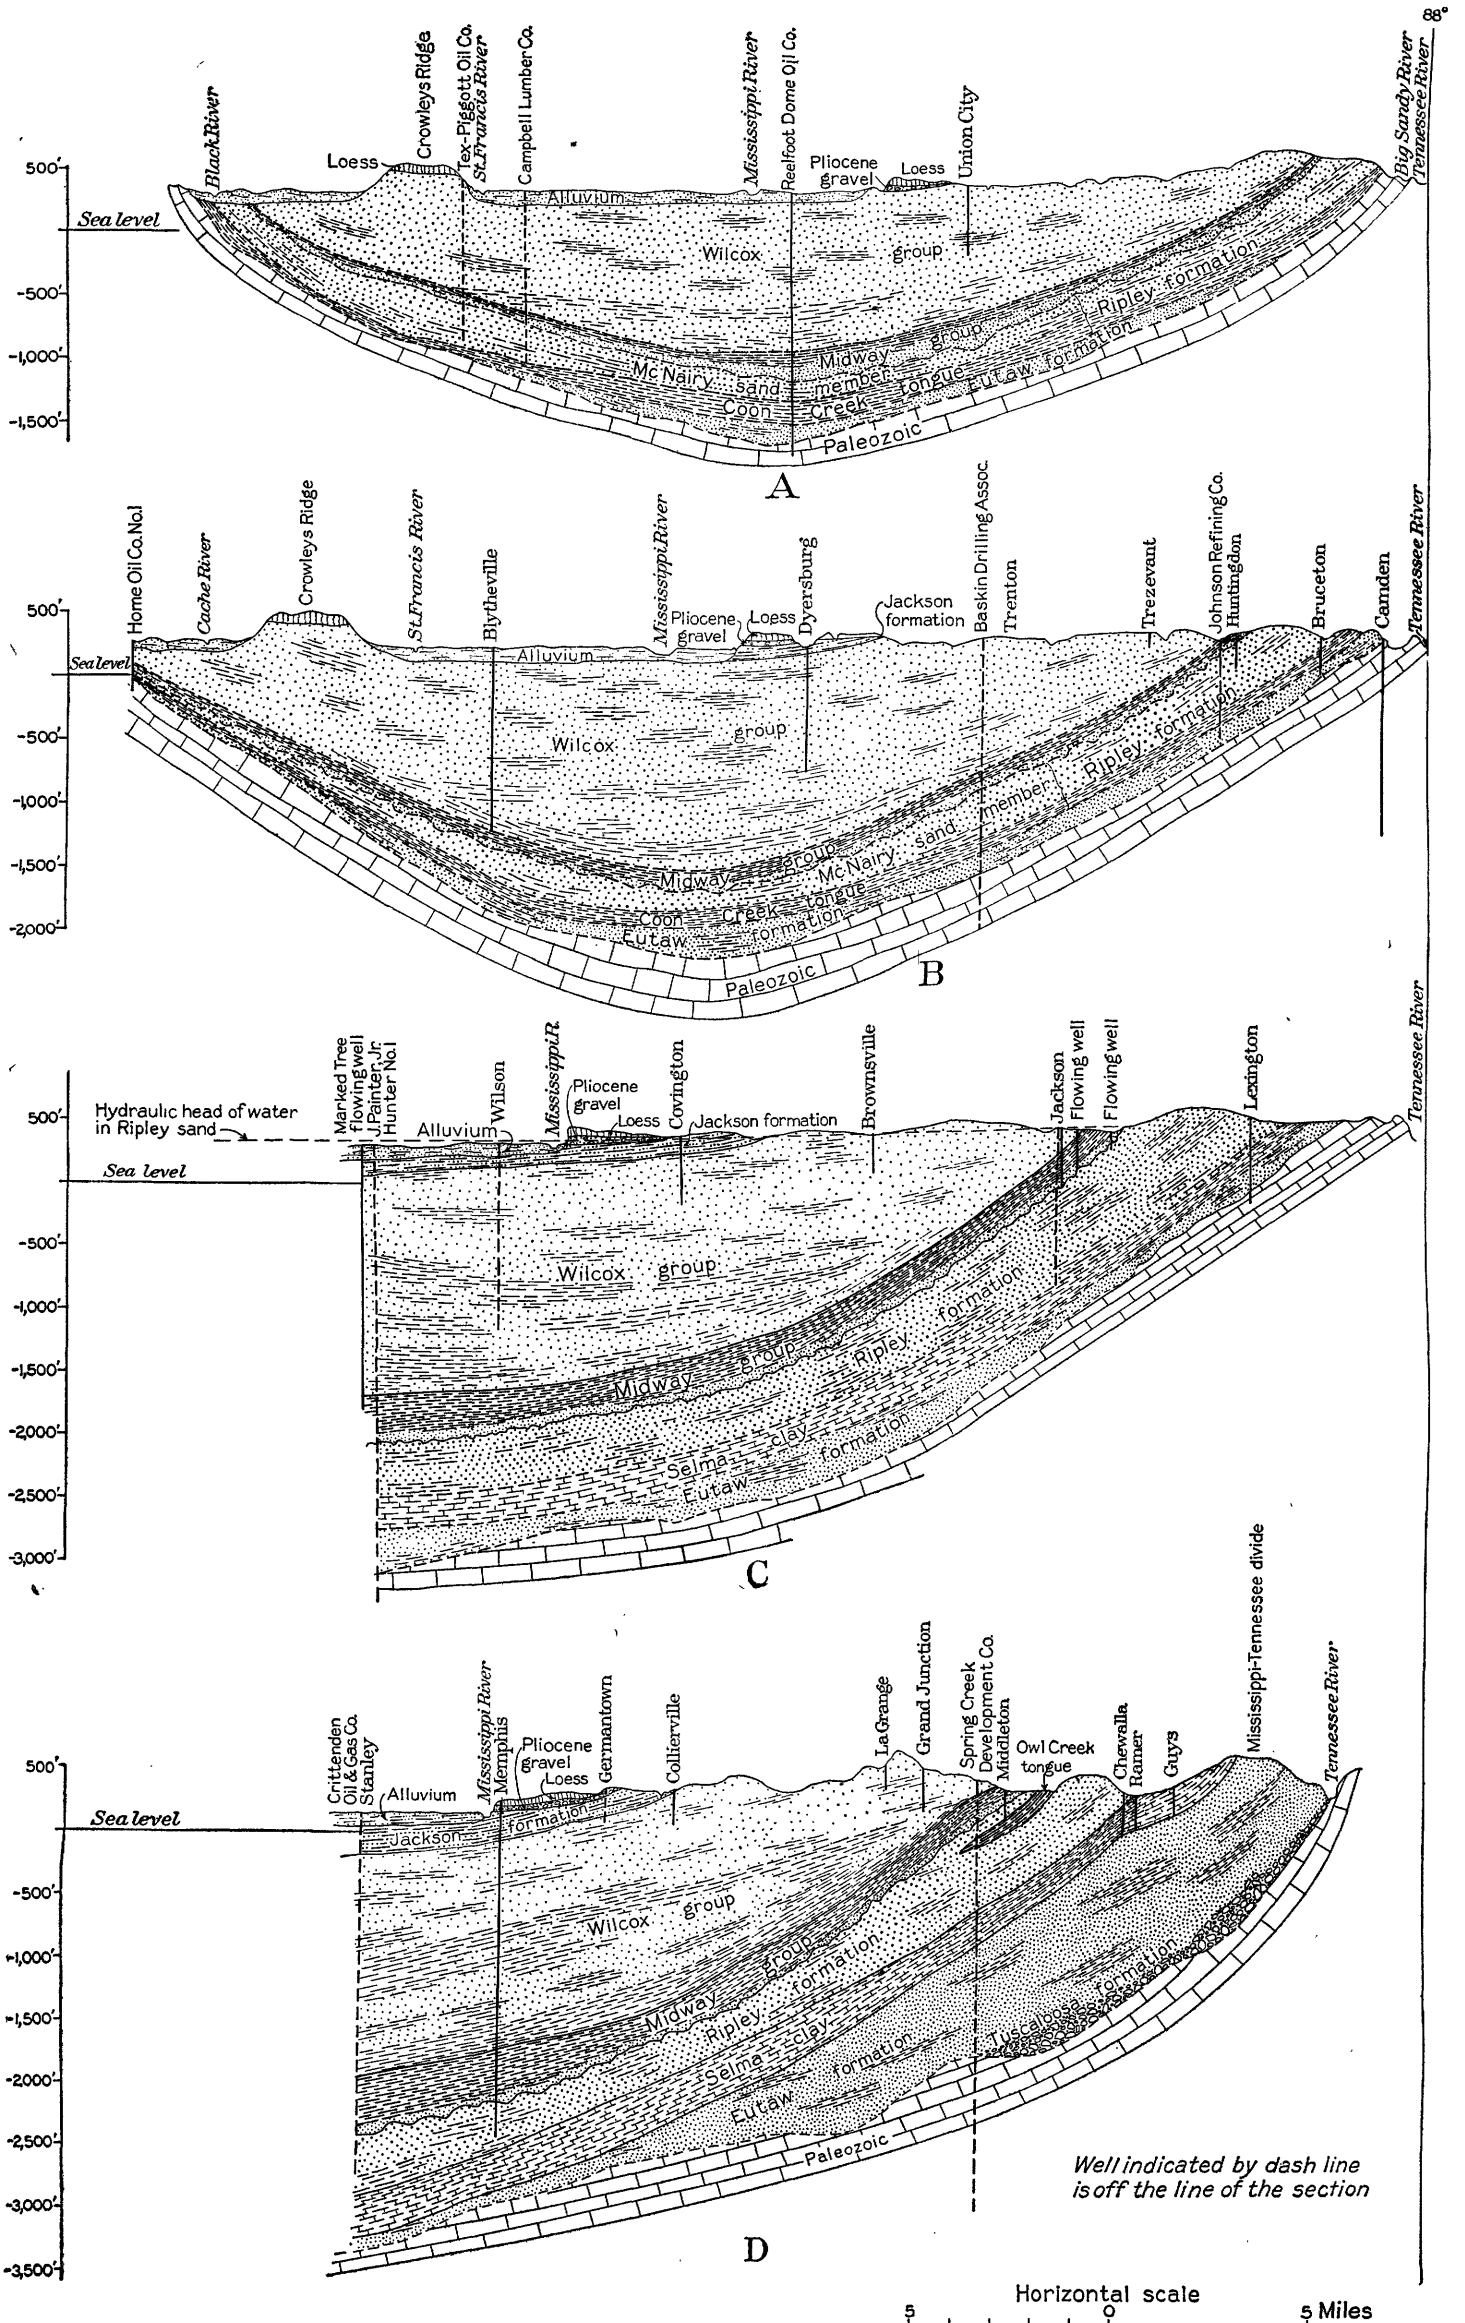 88°
Black River
Crowleys Ridge
Tex-Piggott Oil Co.
St. Francis River
Campbell Lumber Co.
Mississippi River
Reelfoot Dome Oil Co.
Union City
Big Sandy River
Tennessee River
Loess
Pliocene
gravel
Loess
500'
Sea level
-500'
-1,000'
-1,500'
Alluvium
Wilcox group
Midway group
McNairy sand member
Ripley formation
Coon Creek tongue
Eutaw formation
Paleozoic
A
Home Oil Co. No.1
Cache River
Crowleys Ridge
St. Francis River
Blytheville
Mississippi River
Dyersburg
Baskin Drilling Assoc.
Trenton
Trezevant
Johnson Refining Co.
Huntingdon
Bruceton
Camden
Tennessee River
Pliocene
gravel
Loess
Jackson
formation
500'
Sea level
-500'
-1,000'
-1,500'
-2,000'
Alluvium
Wilcox group
Midway group
McNairy sand member
Ripley formation
Coon Creek tongue
Eutaw formation
Paleozoic
B
Marked Tree
flowing well
J. Painter, Jr.
Hunter No.1
Wilson
Mississippi R.
Covington
Brownsville
Jackson
Flowing well
Flowing well
Lexington
Tennessee River
Hydraulic head of water
in Ripley sand
Alluvium
Pliocene
gravel
Loess
Jackson formation
500'
Sea level
-500'
-1,000'
-1,500'
-2,000'
-2,500'
-3,000'
Wilcox group
Midway group
Ripley formation
Selma clay
Eutaw formation
C
Crittenden
Oil & Gas Co.
Stanley
Mississippi River
Memphis
Germantown
Collierville
La Grange
Grand Junction
Spring Creek
Development Co.
Middleton
Owl Creek
tongue
Chewalla
Ramer
Guys
Mississippi-Tennessee divide
Tennessee River
Alluvium
Pliocene
gravel
Loess
500'
Sea level
-500'
-1,000'
-1,500'
-2,000'
-2,500'
-3,000'
-3,500'
Jackson formation
Wilcox group
Midway group
Ripley formation
Selma clay
Eutaw formation
Tuscaloosa formation
Paleozoic
Well indicated by dash line
is off the line of the section
D
Horizontal scale
5 0 5 Miles